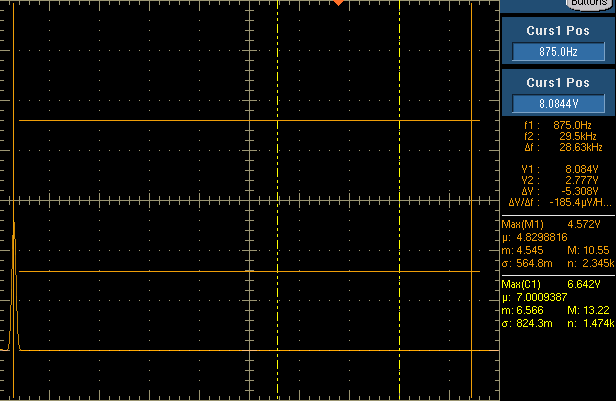 Buttons
Curs1 Pos
875.0Hz
Curs1 Pos
8.0844V
f1 : 875.0Hz
f2 : 29.5kHz
Δf : 28.63kHz
V1 : 8.084V
V2 : 2.777V
ΔV : -5.308V
ΔV/Δf : -185.4µV/H...
Max(M1) 4.572V
µ: 4.8298816
m: 4.545 M: 10.55
σ: 564.8m n: 2.345k
Max(C1) 6.642V
µ: 7.0009387
m: 6.566 M: 13.22
σ: 824.3m n: 1.474k